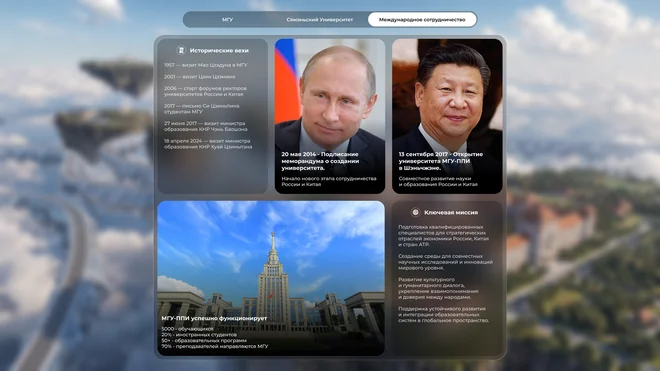 МГУ
Сяньянский Университет
Международное сотрудничество
Исторические вехи
1957 — визит Мао Цзэдуна в МГУ
2001 — визит Цзян Цзэминя
2006 — старт форумов ректоров
университетов России и Китая
2017 — письмо Си Цзиньпина
студентам МГУ
27 июня 2017 — визит министра
образования КНР Чэнь Баошэна
18 апреля 2024 — визит министра
образования КНР Хуай Цзиньпэна
20 мая 2014 - Подписание
меморандума о создании
университета.
Начало нового этапа сотрудничества
России и Китая
13 сентября 2017 - Открытие
университета МГУ-ППИ
в Шэньчжэне.
Совместное развитие науки
и образования России и Китая
МГУ-ППИ успешно функционирует
5000 - обучающихся
20% - иностранных студентов
50+ - образовательных программ
70% - преподавателей направляются МГУ
Ключевая миссия
Подготовка квалифицированных
специалистов для стратегических
отраслей экономики России, Китая
и стран АТР.
Создание среды для совместных
научных исследований и инноваций
мирового уровня.
Развитие культурного
и гуманитарного диалога,
укрепление взаимопонимания
и доверия между народами.
Поддержка устойчивого развития
и интеграции образовательных
систем в глобальное пространство.